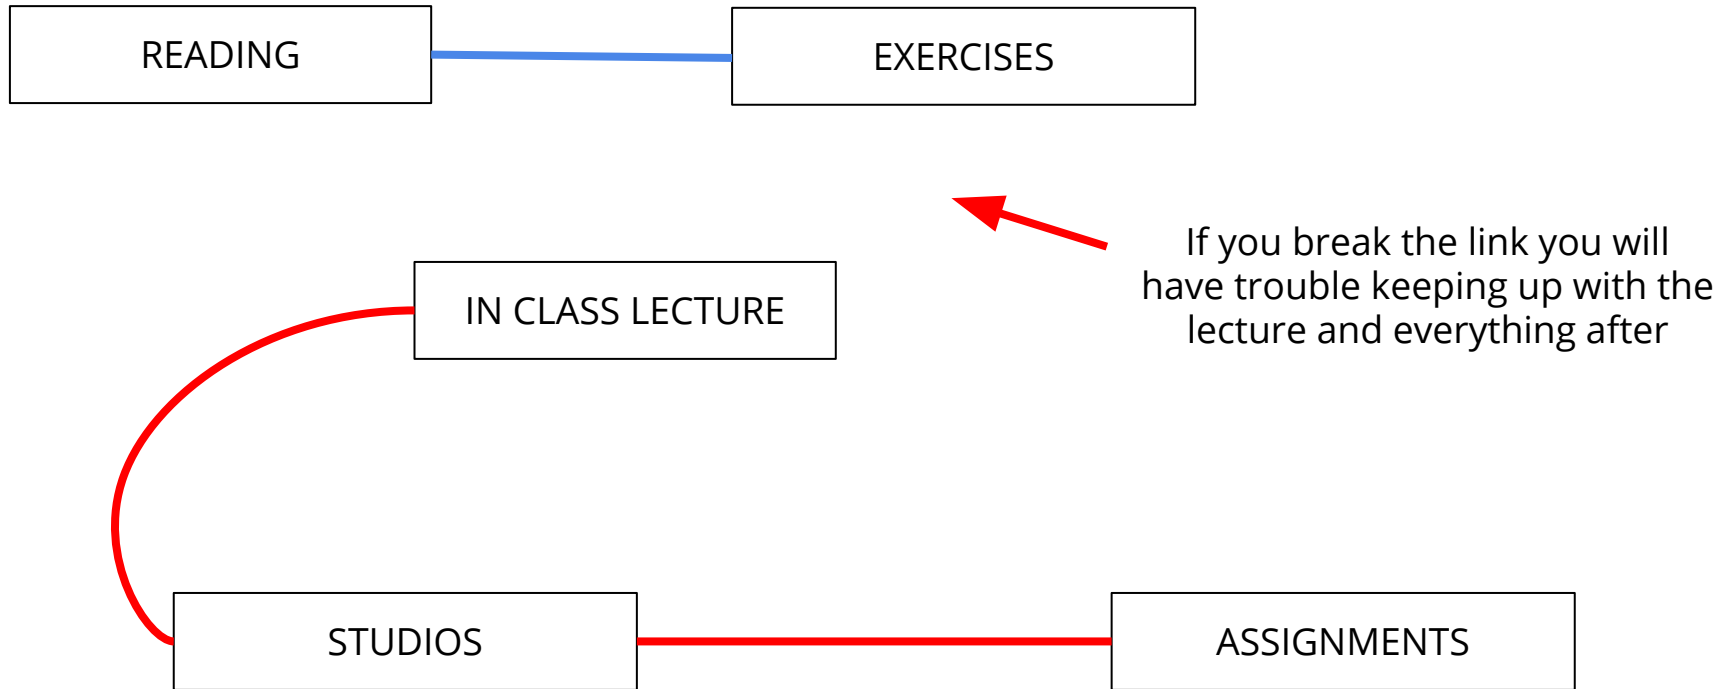 READING
EXERCISES
If you break the link you will
have trouble keeping up with the
lecture and everything after
IN CLASS LECTURE
STUDIOS
ASSIGNMENTS